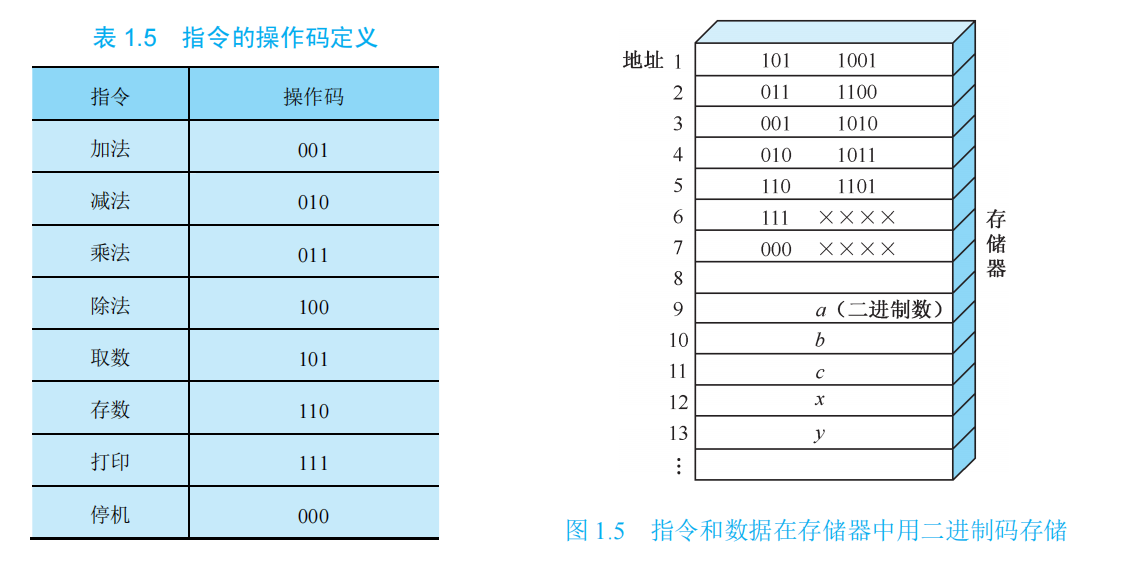 表 1.5 指令的操作码定义
指令 操作码
加法 001
减法 010
乘法 011
除法 100
取数 101
存数 110
打印 111
停机 000
地址 1 101 1001
2 011 1100
3 001 1010
4 010 1011
5 110 1101
6 111 ××××
7 000 ××××
8
9 a（二进制数）
10 b
11 c
12 x
13 y
⋮
存储器
图 1.5 指令和数据在存储器中用二进制码存储